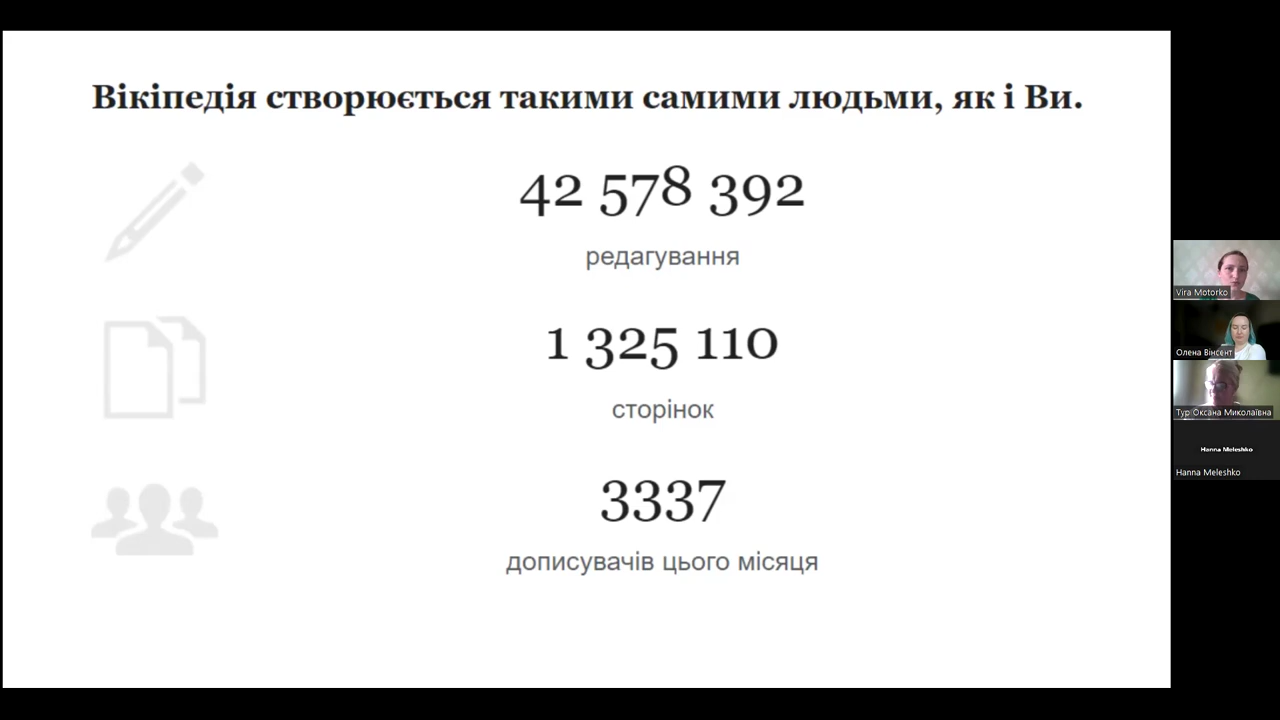 Вікіпедія створюється такими самими людьми, як і Ви.
42 578 392
редагування
1 325 110
сторінок
3337
дописувачів цього місяця
Vira Motorko
Олена Вінсент
Тур Оксана Миколаївна
Hanna Meleshko
Hanna Meleshko